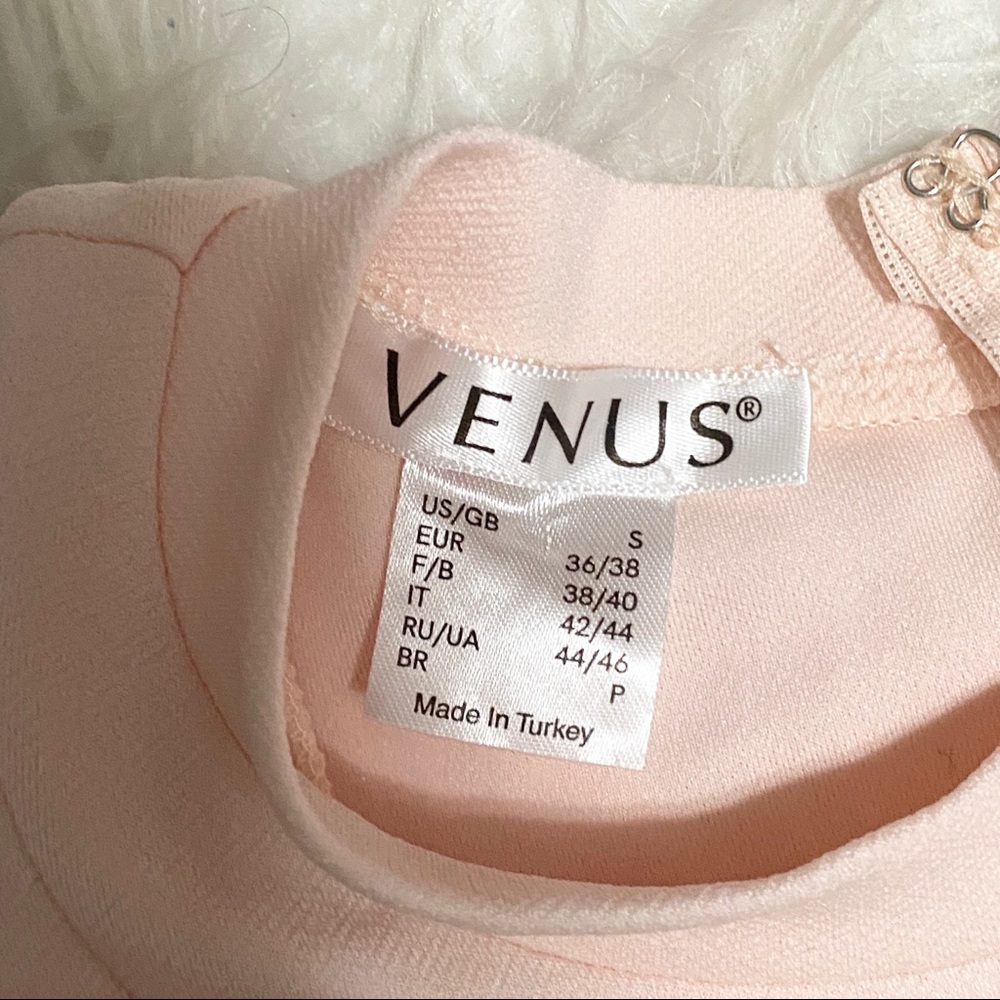 VENUS®
US/GB S
EUR 36/38
F/B 38/40
IT 42/44
RU/UA 44/46
BR P
Made In Turkey